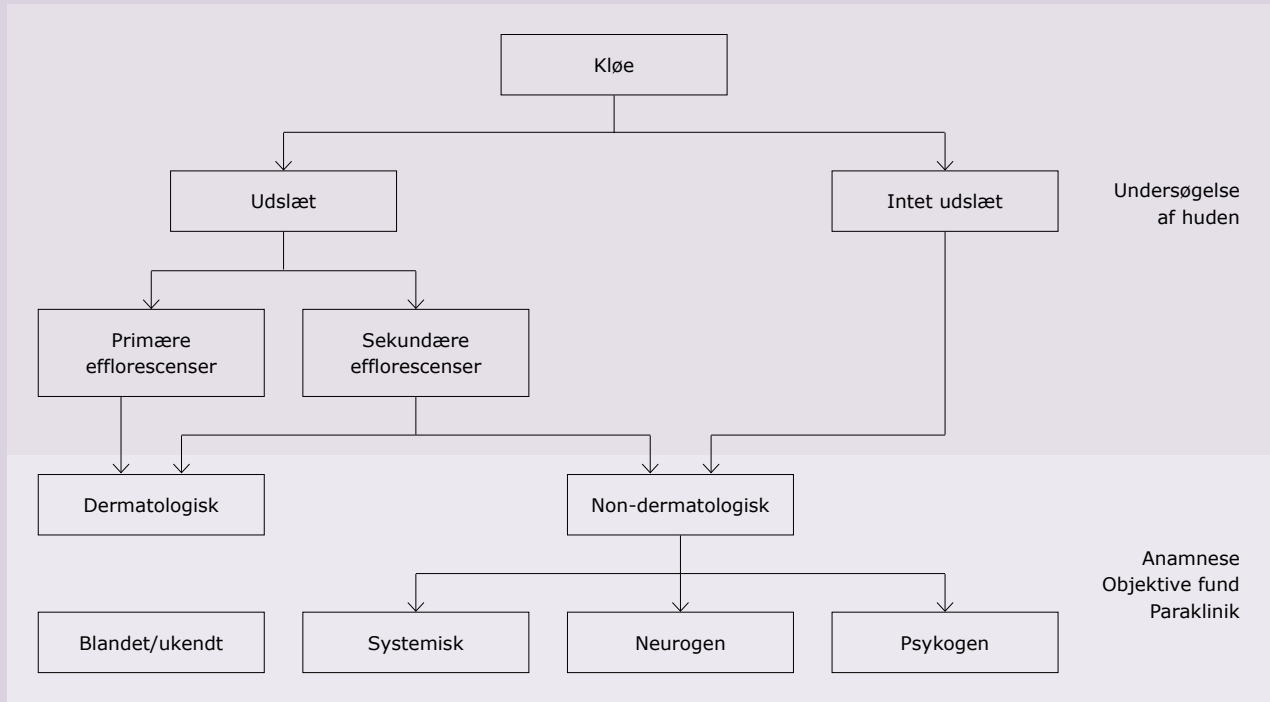 Kløe
Udslæt
Intet udslæt
Undersøgelse
af huden
Primære
efflorescenser
Sekundære
efflorescenser
Dermatologisk
Non-dermatologisk
Anamnese
Objektive fund
Paraklinik
Blandet/ukendt
Systemisk
Neurogen
Psykogen